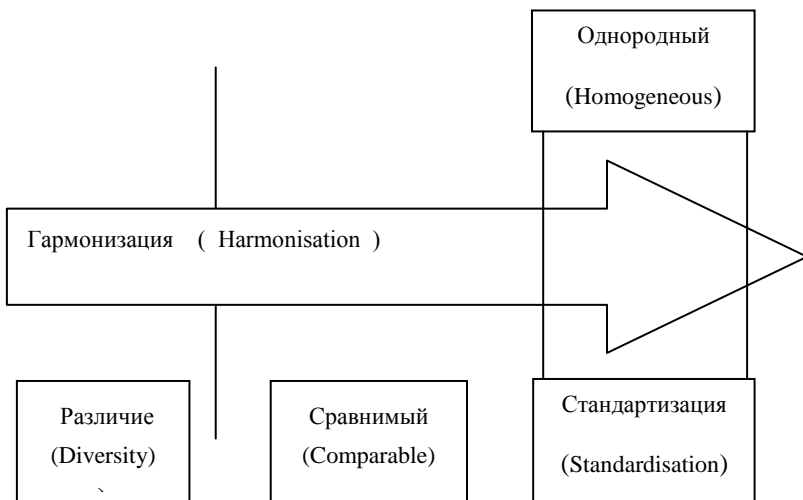 Однородный
(Homogeneous)
Гармонизация ( Harmonisation )
Различие
(Diversity)
Сравнимый
(Comparable)
Стандартизация
(Standardisation)